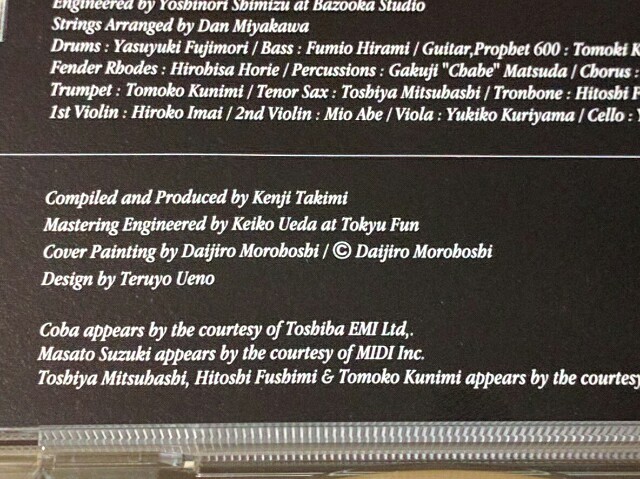 Engineered by Yoshinori Shimizu at Bazooka Studio
Strings Arranged by Dan Miyakawa
Drums : Yasuyuki Fujimori / Bass : Fumio Hirami / Guitar,Prophet 600 : Tomoki
Fender Rhodes : Hirohisa Horie / Percussions : Gakuji "Chabe" Matsuda / Chorus :
Trumpet : Tomoko Kunimi / Tenor Sax : Toshiya Mitsuhashi / Trombone : Hitoshi
1st Violin : Hiroko Imai / 2nd Violin : Mio Abe / Viola : Yukiko Kuriyama / Cello :
Compiled and Produced by Kenji Takimi
Mastering Engineered by Keiko Ueda at Tokyu Fun
Cover Painting by Daijiro Morohoshi / © Daijiro Morohoshi
Design by Teruyo Ueno
Coba appears by the courtesy of Toshiba EMI Ltd,.
Masato Suzuki appears by the courtesy of MIDI Inc.
Toshiya Mitsuhashi, Hitoshi Fushimi & Tomoko Kunimi appears by the courtesy